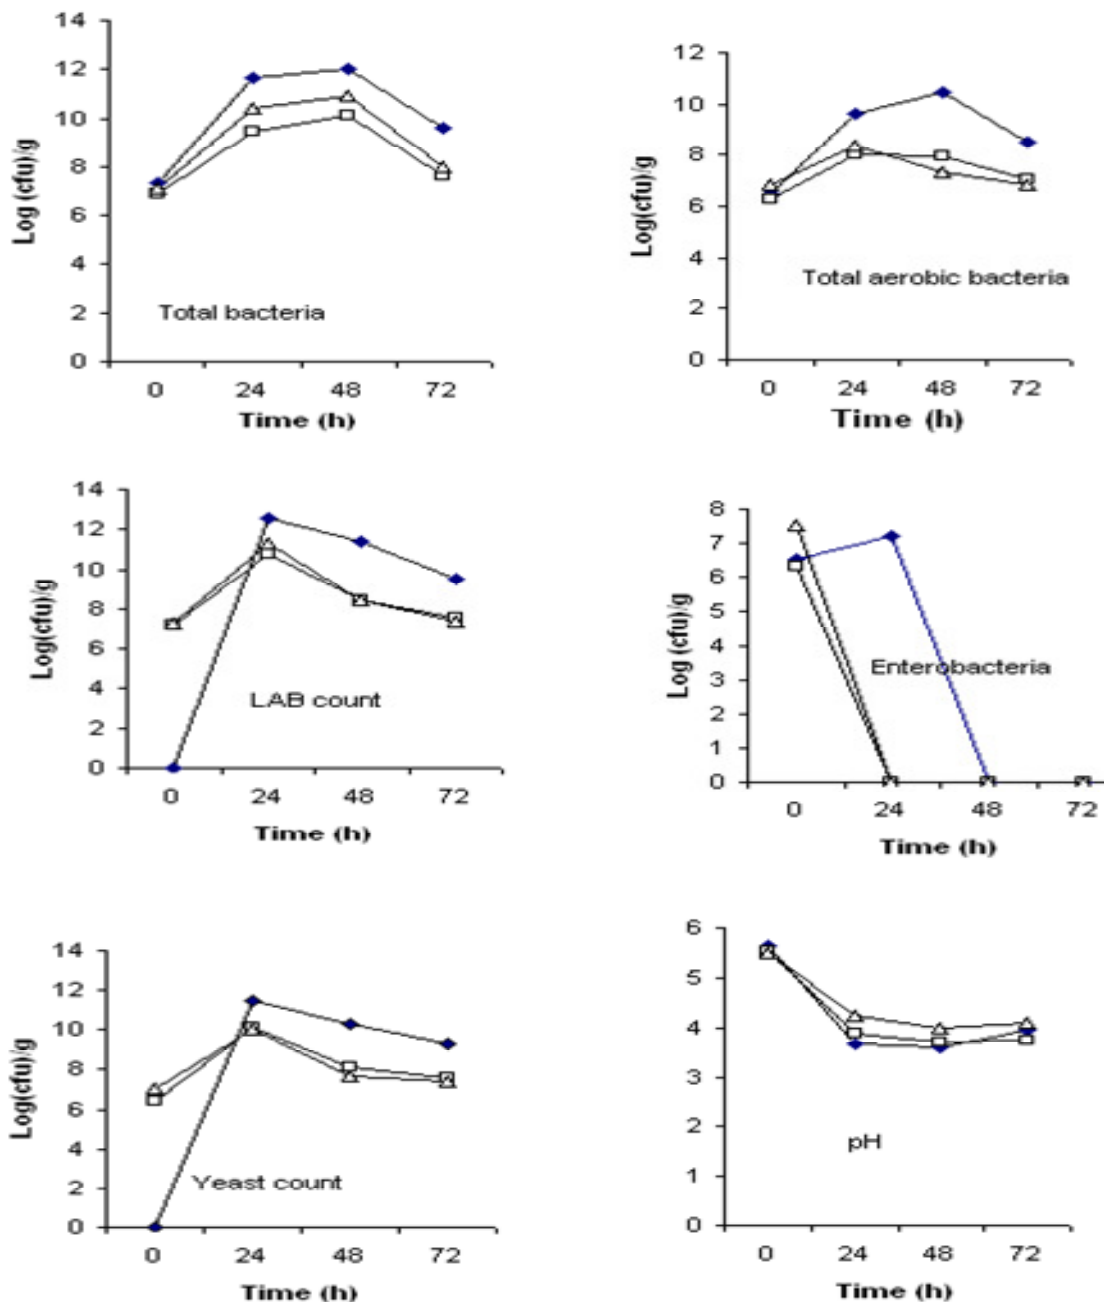 14
12
10
8
6
4
2
0
Log (cfu)/g
Total bacteria
0 24 48 72
Time (h)
12
10
8
6
4
2
0
Log(cfu)/g
Total aerobic bacteria
0 24 48 72
Time (h)
14
12
10
8
6
4
2
0
Log(cfu)/g
LAB count
0 24 48 72
Time (h)
8
7
6
5
4
3
2
1
0
Log (cfu)/g
Enterobacteria
0 24 48 72
Time (h)
14
12
10
8
6
4
2
0
Log(cfu)/g
Yeast count
0 24 48 72
Time (h)
6
5
4
3
2
1
0
pH
0 24 48 72
Time (h)